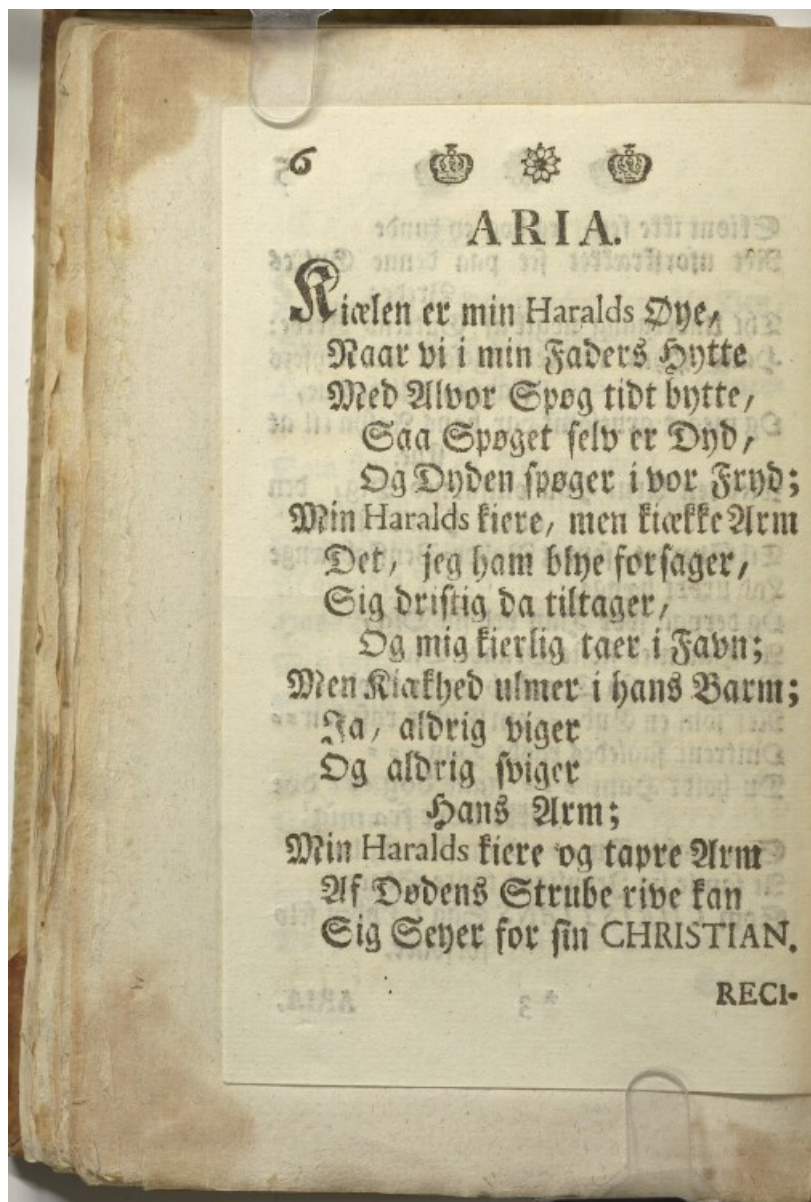 6
ARIA.
Kiælen er min Haralds Øye,
Naar vi i min Faders Hytte
Med Alvor Spøg tidt bytte,
Saa Spøget selv er Dyd,
Og Dyden spøger i vor Fryd;
Min Haralds kiere, men kiække Arm
Det, jeg ham blye forsager,
Sig dristig da tiltager,
Og mig kierlig taer i Favn;
Men Kiækhed ulmer i hans Barm;
Ja, aldrig viger
Og aldrig sviger
Hans Arm;
Min Haralds kiere og tapre Arm
Af Dødens Strube rive kan
Sig Seyer for sin CHRISTIAN.
RECI-